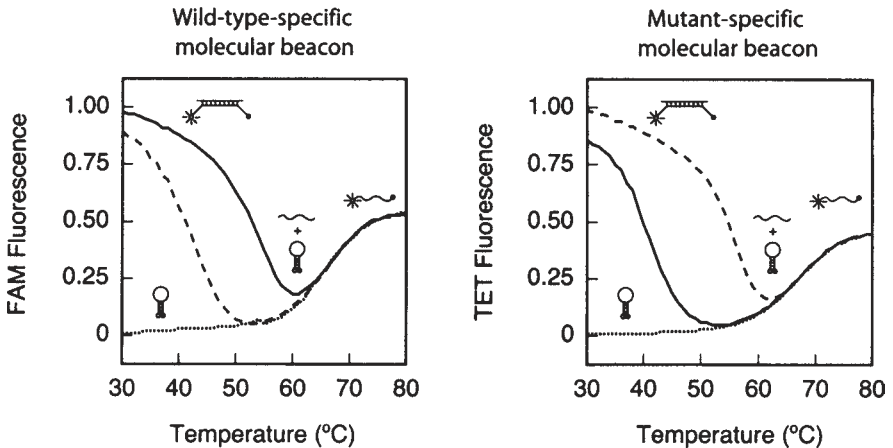 Wild-type-specific
molecular beacon
FAM Fluorescence
1.00
0.75
0.50
0.25
0
+
30 40 50 60 70 80
Temperature (ºC)
Mutant-specific
molecular beacon
TET Fluorescence
1.00
0.75
0.50
0.25
0
+
30 40 50 60 70 80
Temperature (ºC)